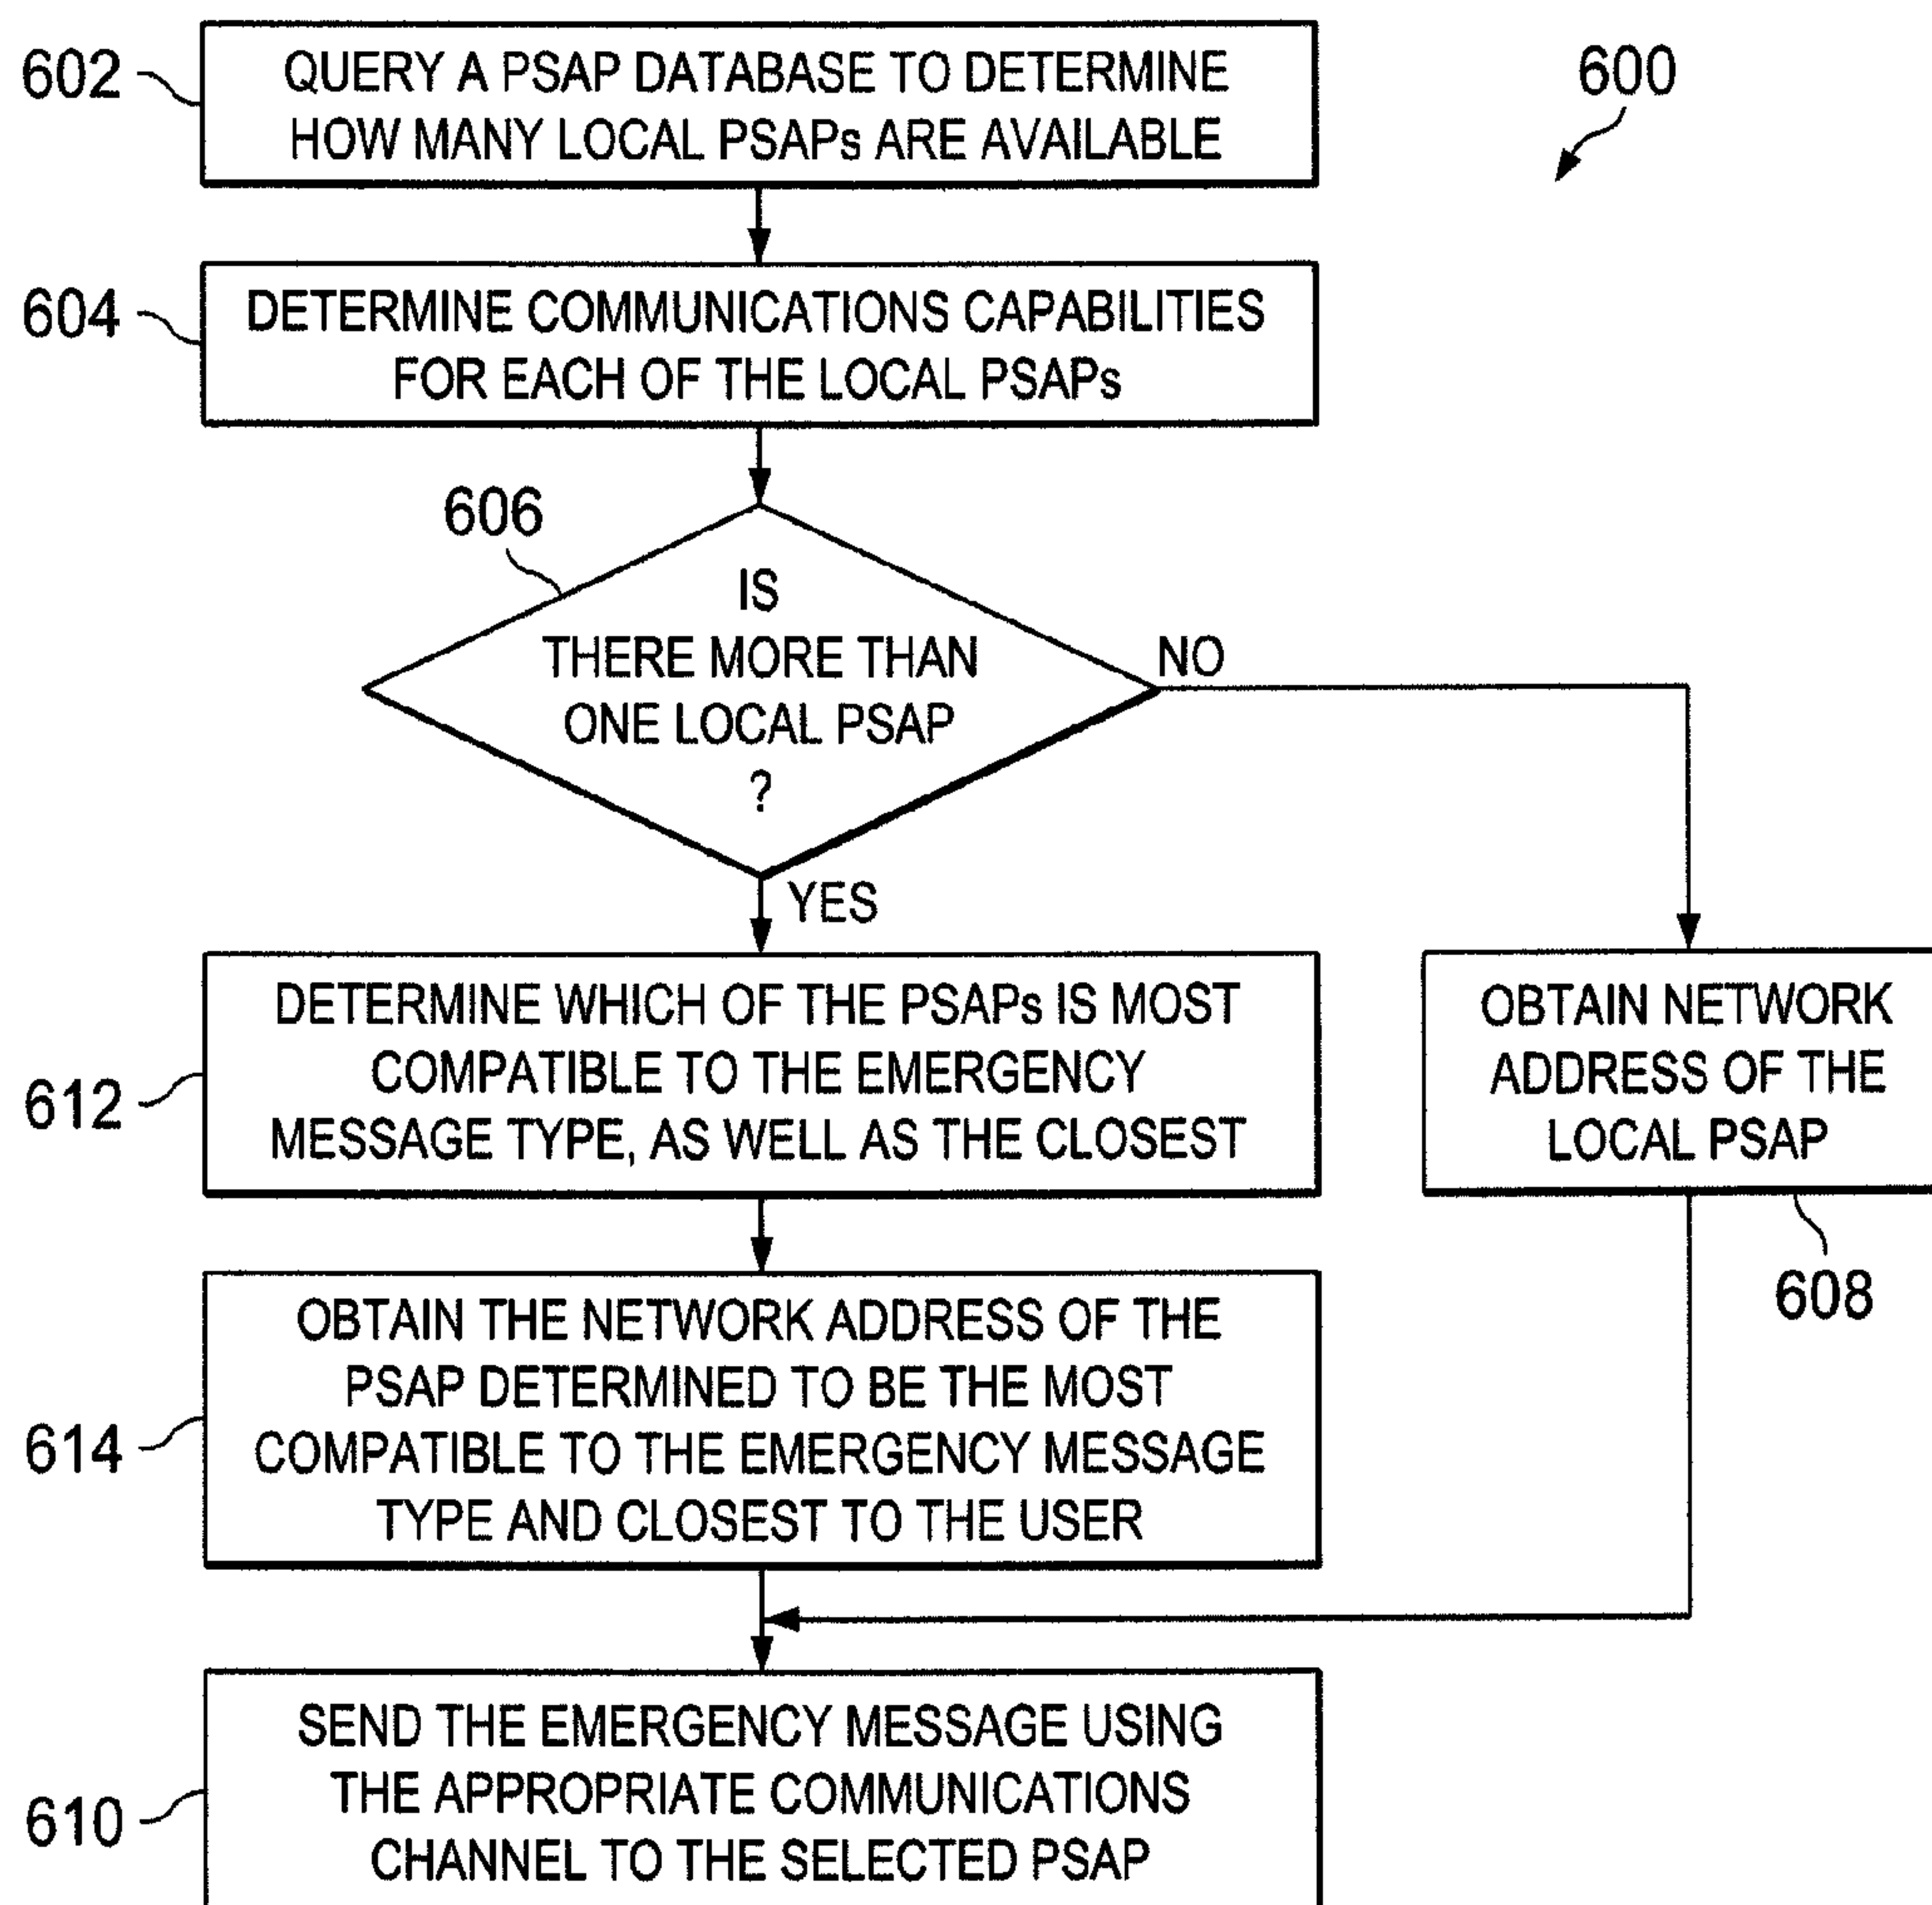 602
QUERY A PSAP DATABASE TO DETERMINE
HOW MANY LOCAL PSAPs ARE AVAILABLE
600
604
DETERMINE COMMUNICATIONS CAPABILITIES
FOR EACH OF THE LOCAL PSAPs
606
IS
THERE MORE THAN
ONE LOCAL PSAP
?
NO
YES
612
DETERMINE WHICH OF THE PSAPs IS MOST
COMPATIBLE TO THE EMERGENCY
MESSAGE TYPE, AS WELL AS THE CLOSEST
OBTAIN NETWORK
ADDRESS OF THE
LOCAL PSAP
608
614
OBTAIN THE NETWORK ADDRESS OF THE
PSAP DETERMINED TO BE THE MOST
COMPATIBLE TO THE EMERGENCY MESSAGE
TYPE AND CLOSEST TO THE USER
610
SEND THE EMERGENCY MESSAGE USING
THE APPROPRIATE COMMUNICATIONS
CHANNEL TO THE SELECTED PSAP